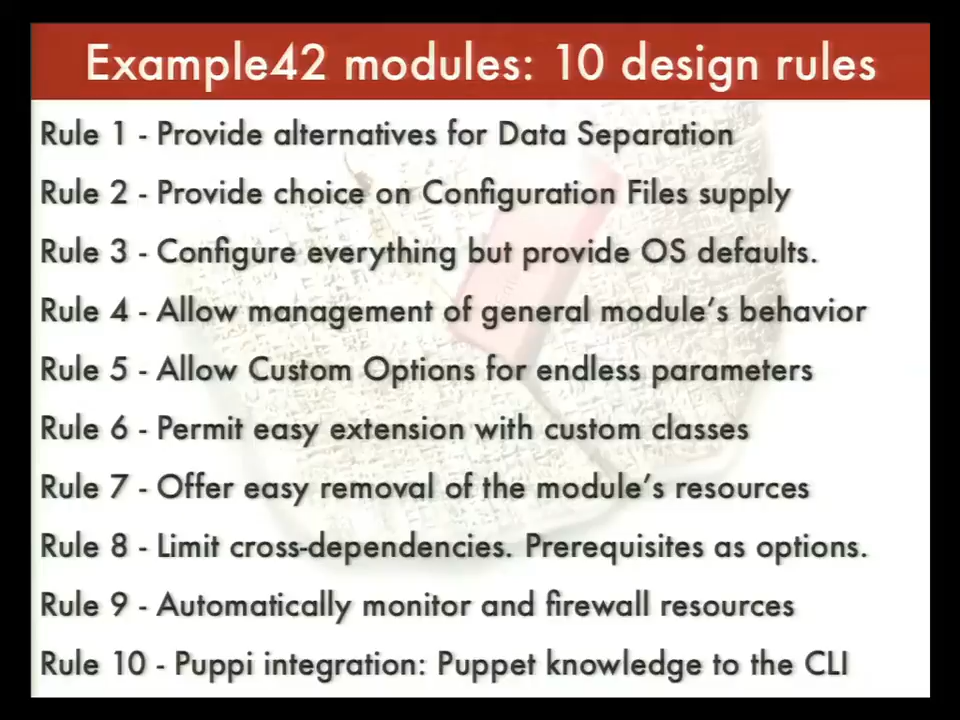 Example42 modules: 10 design rules
Rule 1 - Provide alternatives for Data Separation
Rule 2 - Provide choice on Configuration Files supply
Rule 3 - Configure everything but provide OS defaults.
Rule 4 - Allow management of general module's behavior
Rule 5 - Allow Custom Options for endless parameters
Rule 6 - Permit easy extension with custom classes
Rule 7 - Offer easy removal of the module's resources
Rule 8 - Limit cross-dependencies. Prerequisites as options.
Rule 9 - Automatically monitor and firewall resources
Rule 10 - Puppi integration: Puppet knowledge to the CLI